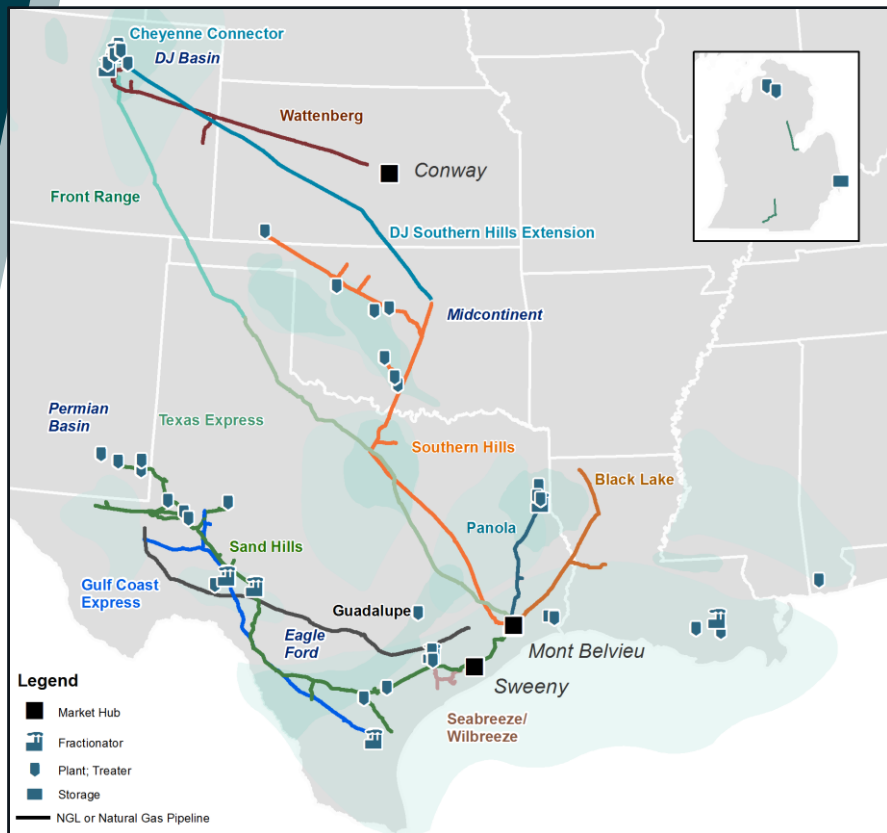 Cheyenne Connector
DJ Basin
Wattenberg
Conway
Front Range
DJ Southern Hills Extension
Midcontinent
Permian
Basin
Texas Express
Southern Hills
Black Lake
Panola
Sand Hills
Gulf Coast
Express
Guadalupe
Eagle
Ford
Mont Belvieu
Sweeny
Seabreeze/
Wilbreeze
Legend
Market Hub
Fractionator
Plant; Treater
Storage
NGL or Natural Gas Pipeline